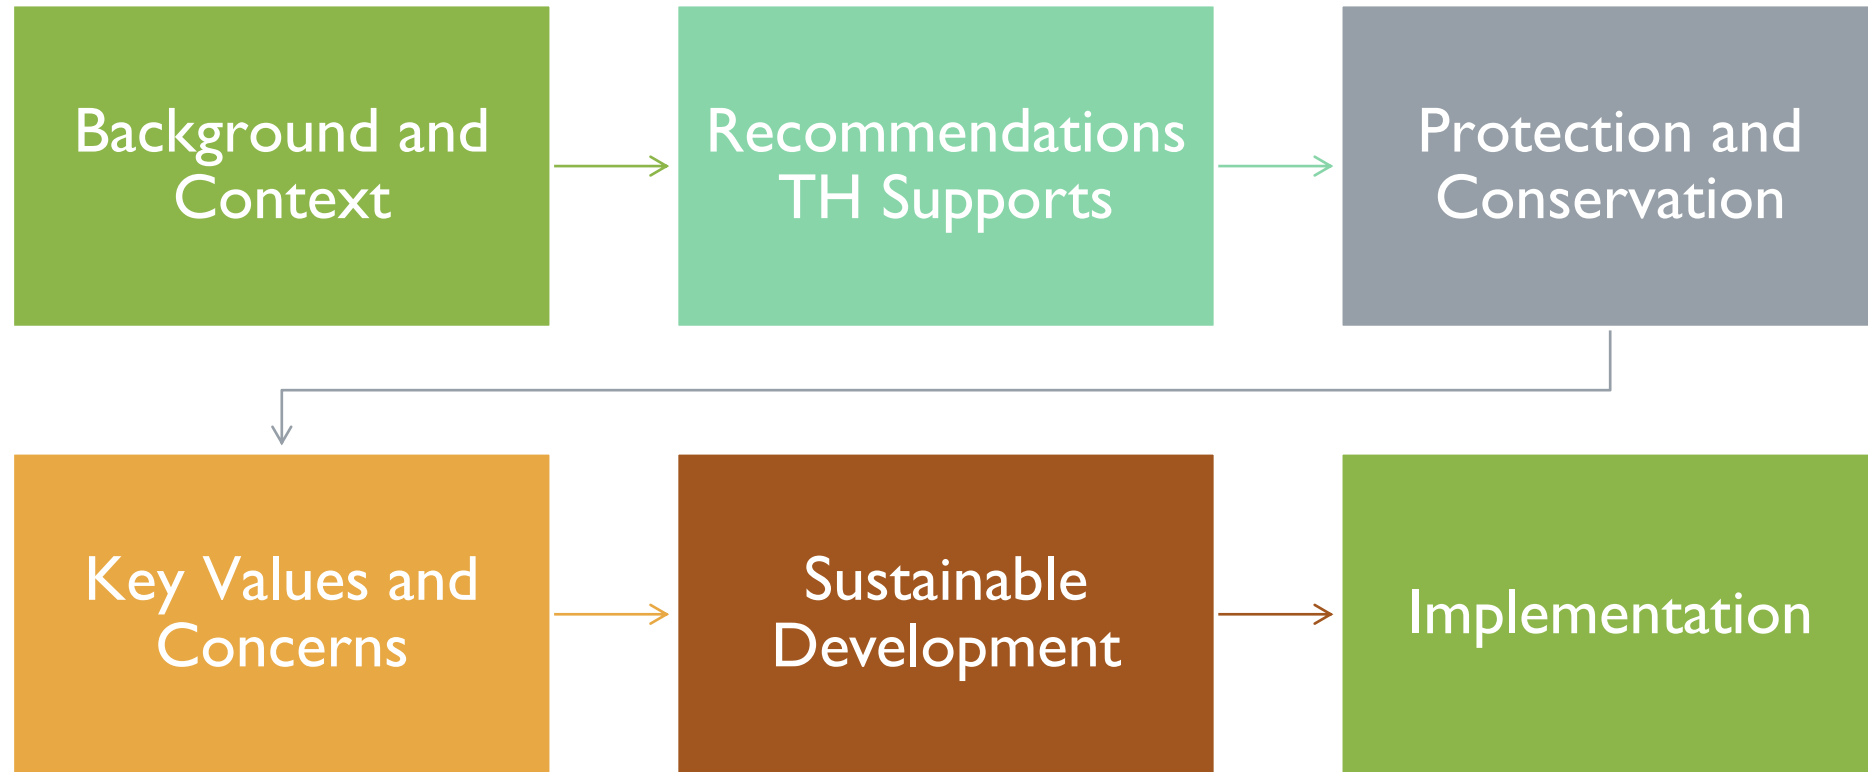 Background and
Context
Recommendations
TH Supports
Protection and
Conservation
Key Values and
Concerns
Sustainable
Development
Implementation